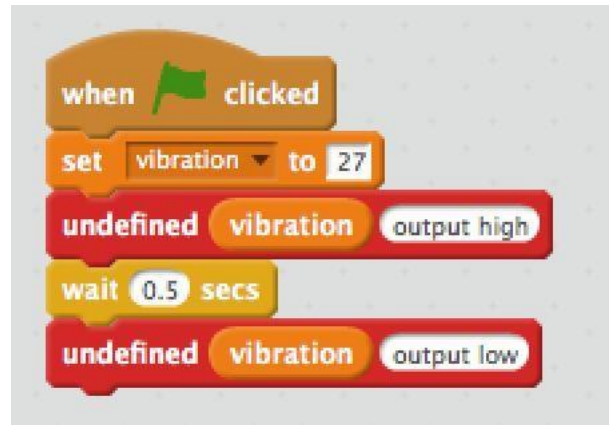 when clicked
set vibration to 27
undefined vibration output high
wait 0.5 secs
undefined vibration output low